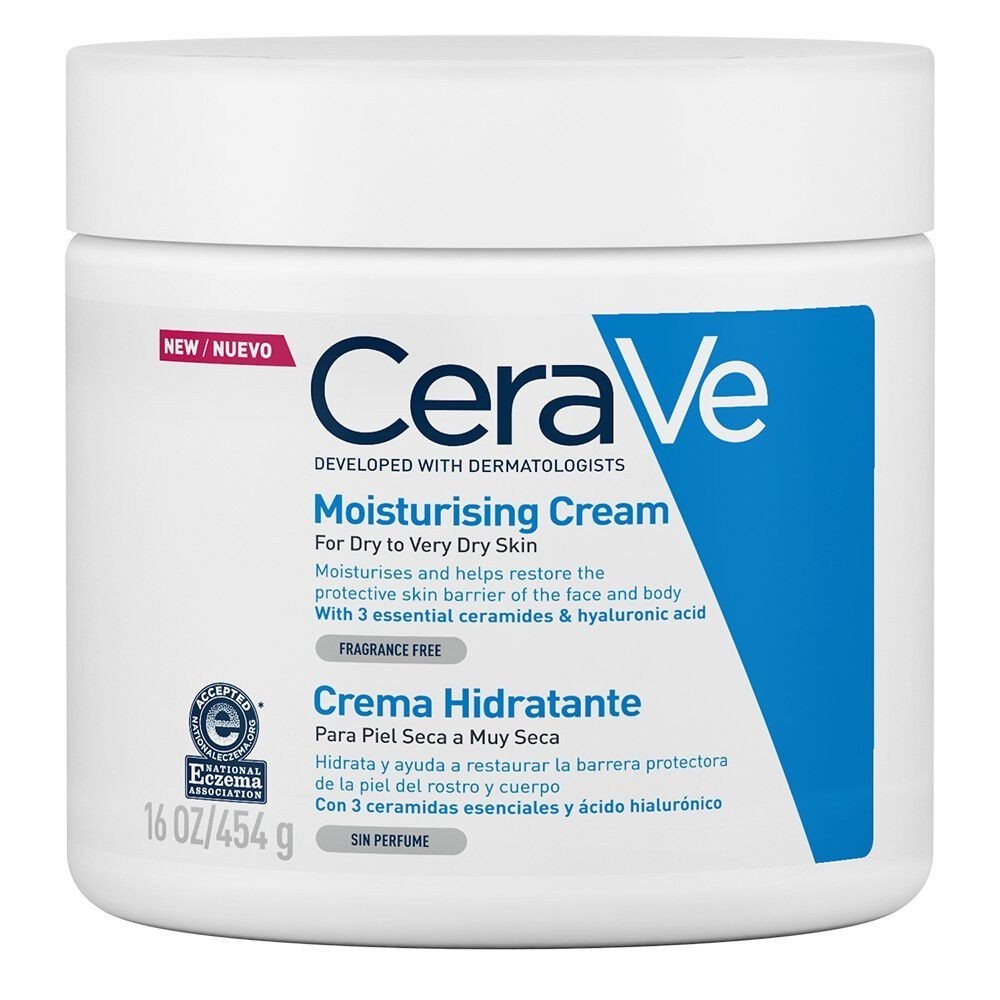 NEW / NUEVO
CeraVe
DEVELOPED WITH DERMATOLOGISTS
Moisturising Cream
For Dry to Very Dry Skin
Moisturises and helps restore the
protective skin barrier of the face and body
With 3 essential ceramides & hyaluronic acid
FRAGRANCE FREE
Crema Hidratante
Para Piel Seca a Muy Seca
Hidrata y ayuda a restaurar la barrera protectora
de la piel del rostro y cuerpo
Con 3 ceramidas esenciales y ácido hialurónico
SIN PERFUME
ACCEPTED
e
*
NATIONALECZEMA.ORG
NATIONAL
Eczema
ASSOCIATION
16 OZ/454 g